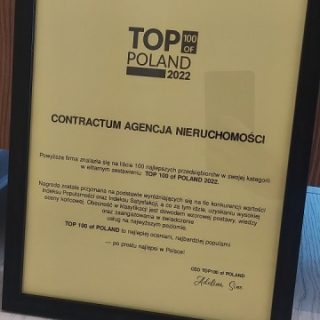 TOP 100 OF
POLAND
2022
CONTRACTUM AGENCJA NIERUCHOMOŚCI
Powyższa firma znalazła się na liście 100 najlepszych przedsiębiorstw w swojej kategorii
w elitarnym zestawieniu TOP 100 of POLAND 2022.
Nagroda została przyznana na podstawie wyróżniających się na tle konkurencji wartości
Indeksu Popularności oraz Indeksu Satysfakcji, a co za tym idzie, uzyskaniu wysokiej
oceny końcowej. Obecność w klasyfikacji jest dowodem wzorowej postawy, wiedzy
oraz zaangażowania w świadczenie
usług na najwyższym poziomie.
TOP 100 of POLAND to najlepiej oceniani, najbardziej popularni
— po prostu najlepsi w Polsce!
CEO TOP100 of POLAND